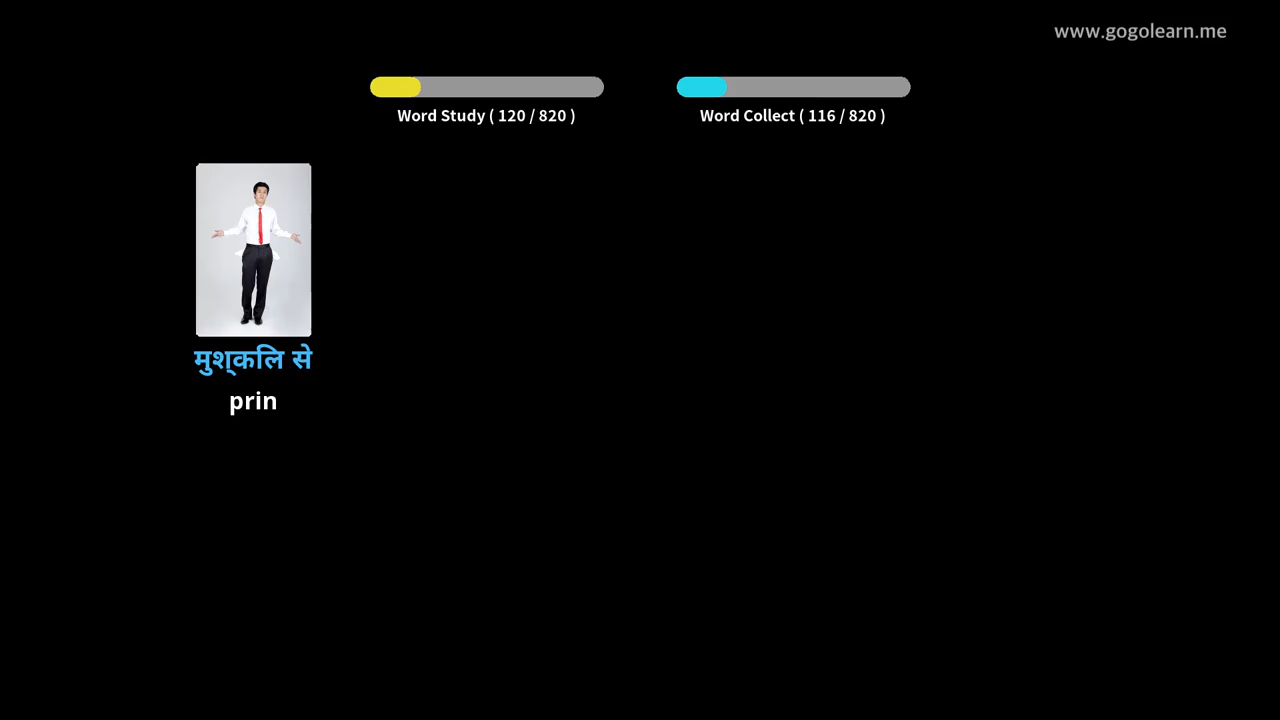 www.gogolearn.me
Word Study ( 120 / 820 )
Word Collect ( 116 / 820 )
मुश्कलि से
prin